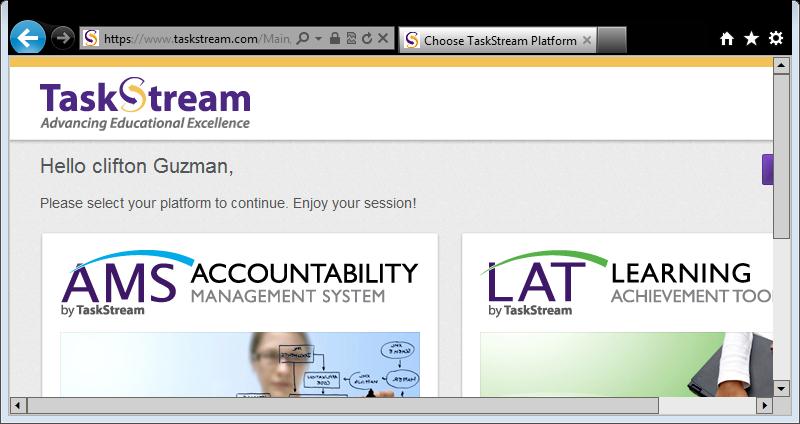 https://www.taskstream.com/Main/
Choose TaskStream Platform
TaskStream
Advancing Educational Excellence
Hello clifton Guzman,
Please select your platform to continue. Enjoy your session!
AMS ACCOUNTABILITY
MANAGEMENT SYSTEM
by TaskStream
LAT LEARNING
ACHIEVEMENT TOO
by TaskStream